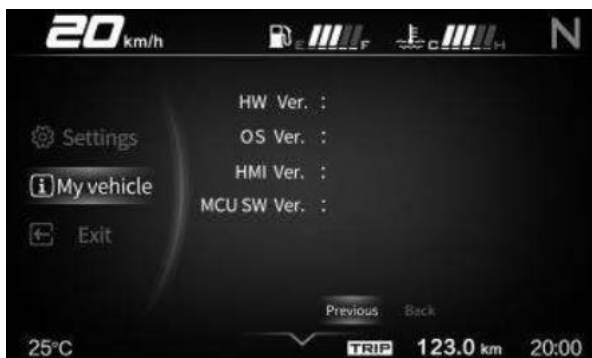 20 km/h E F C H N
HW Ver. :
Settings
OS Ver. :
My vehicle
HMI Ver. :
MCU SW Ver. :
Exit
Previous Back
25°C TRIP 123.0 km 20:00